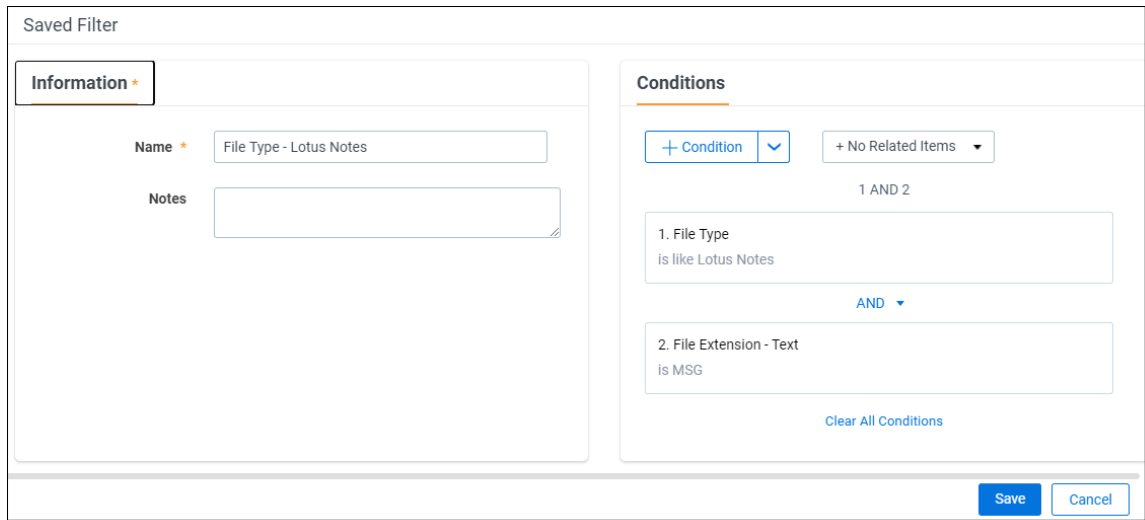 Saved Filter
Information *
Name * File Type - Lotus Notes
Notes
Conditions
+ Condition + No Related Items
1 AND 2
1. File Type
is like Lotus Notes
AND
2. File Extension - Text
is MSG
Clear All Conditions
Save Cancel